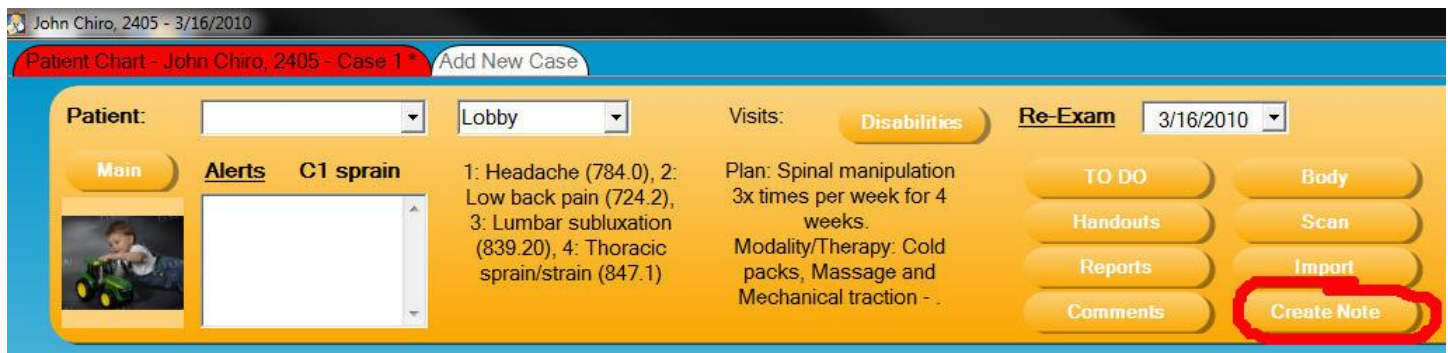 John Chiro, 2405 - 3/16/2010
Patient Chart - John Chiro, 2405 - Case 1 * Add New Case
Patient: Lobby Visits: Disabilities Re-Exam 3/16/2010
Main Alerts C1 sprain
1: Headache (784.0), 2:
Low back pain (724.2),
3: Lumbar subluxation
(839.20), 4: Thoracic
sprain/strain (847.1)
Plan: Spinal manipulation
3x times per week for 4
weeks.
Modality/Therapy: Cold
packs, Massage and
Mechanical traction - .
TO DO Body
Handouts Scan
Reports Import
Comments Create Note